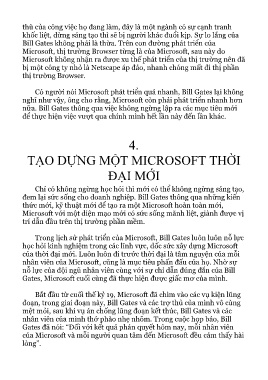 thủ của công việc họ đang làm, đây là một ngành có sự cạnh tranh
khốc liệt, dừng sáng tạo thì sẽ bị người khác đuổi kịp. Sự lo lắng của
Bill Gates không phải là thừa. Trên con đường phát triển của
Microsoft, thị trường Browser từng là của Microsoft, sau này do
Microsoft không nhận ra được xu thế phát triển của thị trường nên đã
bị một công ty nhỏ là Netscape áp đảo, nhanh chóng mất đi thị phần
thị trường Browser.
Có người nói Microsoft phát triển quá nhanh, Bill Gates lại không
nghĩ như vậy, ông cho rằng, Microsoft còn phải phát triển nhanh hơn
nữa. Bill Gates thông qua việc không ngừng lập ra các mục tiêu mới
để thực hiện việc vượt qua chính mình hết lần này đến lần khác.
4.
TẠO DỰNG MỘT MICROSOFT THỜI
ĐẠI MỚI
Chỉ có không ngừng học hỏi thì mới có thể không ngừng sáng tạo,
đem lại sức sống cho doanh nghiệp. Bill Gates thông qua những kiến
thức mới, kỹ thuật mới để tạo ra một Microsoft hoàn toàn mới,
Microsoft với một diện mạo mới có sức sống mãnh liệt, giành được vị
trí dẫn đầu trên thị trường phần mềm.
Trong lịch sử phát triển của Microsoft, Bill Gates luôn luôn nỗ lực
học hỏi kinh nghiệm trong các lĩnh vực, dốc sức xây dựng Microsoft
của thời đại mới. Luôn luôn đi trước thời đại là tâm nguyện của mỗi
nhân viên của Microsoft, cũng là mục tiêu phấn đấu của họ. Nhờ sự
nỗ lực của đội ngũ nhân viên cùng với sự chỉ dẫn đúng đắn của Bill
Gates, Microsoft cuối cùng đã thực hiện được giấc mơ của mình.
Bắt đầu từ cuối thế kỷ 19, Microsoft đã chìm vào các vụ kiện lũng
đoạn, trong giai đoạn này, Bill Gates và các trợ thủ của mình vô cùng
mệt mỏi, sau khi vụ án chống lũng đoạn kết thúc, Bill Gates và các
nhân viên của mình thở phào nhẹ nhõm. Trong cuộc họp báo, Bill
Gates đã nói: “Đối với kết quả phán quyết hôm nay, mỗi nhân viên
của Microsoft và mỗi người quan tâm đến Microsoft đều cảm thấy hài
lòng”.